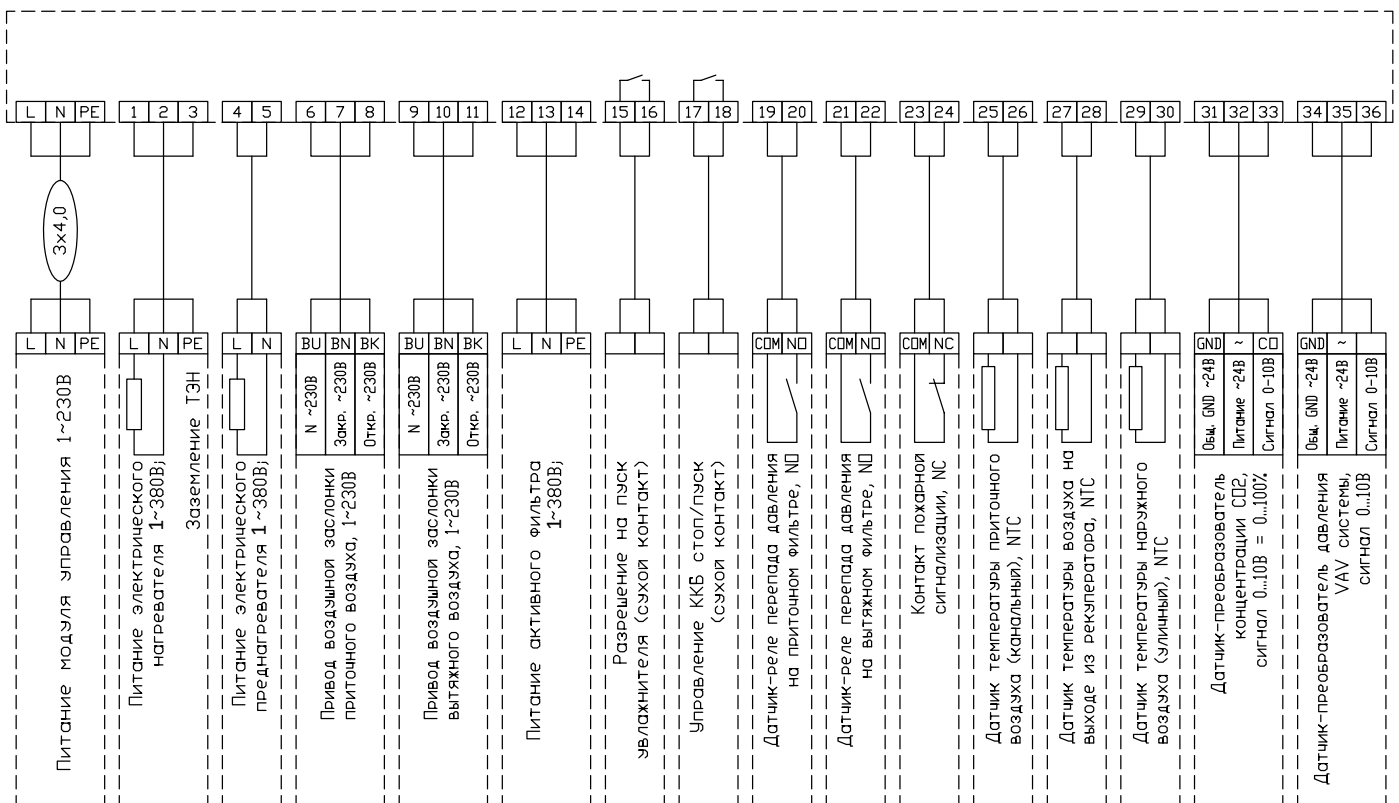 L N PE 1 2 3 4 5 6 7 8 9 10 11 12 13 14 15 16 17 18 19 20 21 22 23 24 25 26 27 28 29 30 31 32 33 34 35 36
3x4,0
L N PE
Питание модуля управления 1~230В
L N PE
Питание электрического
нагревателя 1~380В;
Заземление ТЭН
L N
Питание электрического
преднагревателя 1~380В;
BU BN BK
N ~230В
Закр. ~230В
Откр. ~230В
Привод воздушной заслонки
приточного воздуха, 1~230В
BU BN BK
N ~230В
Закр. ~230В
Откр. ~230В
Привод воздушной заслонки
вытяжного воздуха, 1~230В
L N PE
Питание активного фильтра
1~380В;
Разрешение на пуск
увлажнителя (сухой контакт)
Управление ККБ стоп/пуск
(сухой контакт)
COM NO
Датчик-реле перепада давления
на приточном фильтре, NO
COM NO
Датчик-реле перепада давления
на вытяжном фильтре, NO
COM NC
Контакт пожарной
сигнализации, NC
Датчик температуры приточного
воздуха (канальный), NTC
Датчик температуры воздуха на
выходе из рекуператора, NTC
Датчик температуры наружного
воздуха (уличный), NTC
GND ~ CO
Общ. GND ~24В
Питание ~24В
Сигнал 0-10В
Датчик-преобразователь
концентрации CO2,
сигнал 0...10В = 0...100%
GND ~
Общ. GND ~24В
Питание ~24В
Сигнал 0-10В
Датчик-преобразователь давления
VAV системы,
сигнал 0...10В